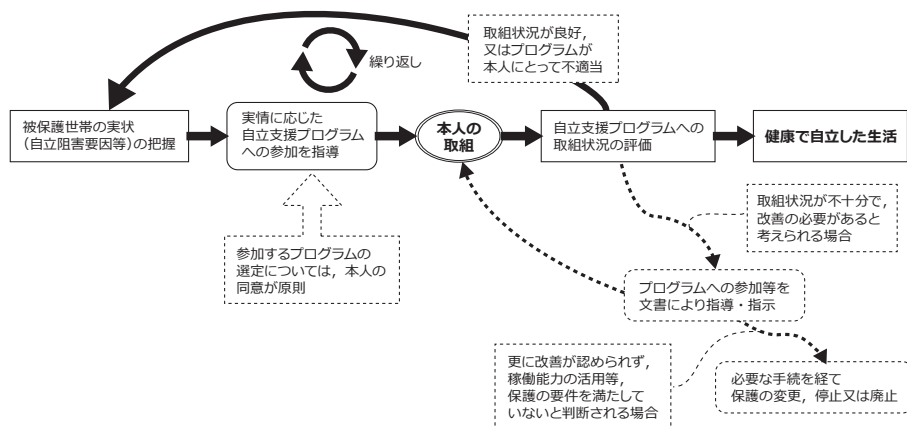 取組状況が良好，
又はプログラムが
本人にとって不適当
繰り返し
被保護世帯の実状
（自立阻害要因等）の把握
実情に応じた
自立支援プログラム
への参加を指導
本人の
取組
自立支援プログラムへの
取組状況の評価
健康で自立した生活
取組状況が不十分で，
改善の必要があると
考えられる場合
参加するプログラムの
選定については，本人の
同意が原則
プログラムへの参加等を
文書により指導・指示
更に改善が認められず，
稼働能力の活用等，
保護の要件を満たして
いないと判断される場合
必要な手続を経て
保護の変更，停止又は廃止